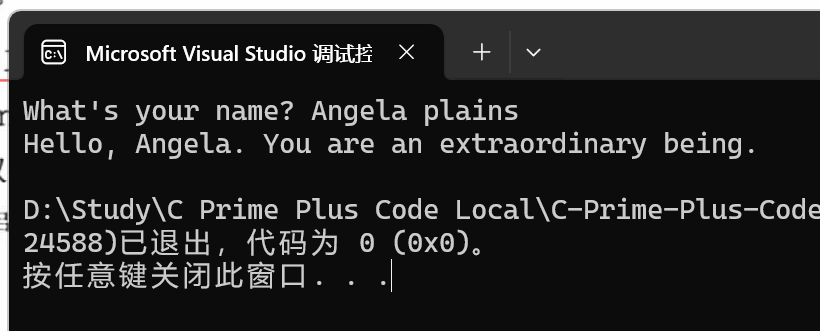 Microsoft Visual Studio 调试控
What's your name? Angela plains
Hello, Angela. You are an extraordinary being.
D:\Study\C Prime Plus Code Local\C-Prime-Plus-Code
24588)已退出，代码为 0 (0x0)。
按任意键关闭此窗口. . .